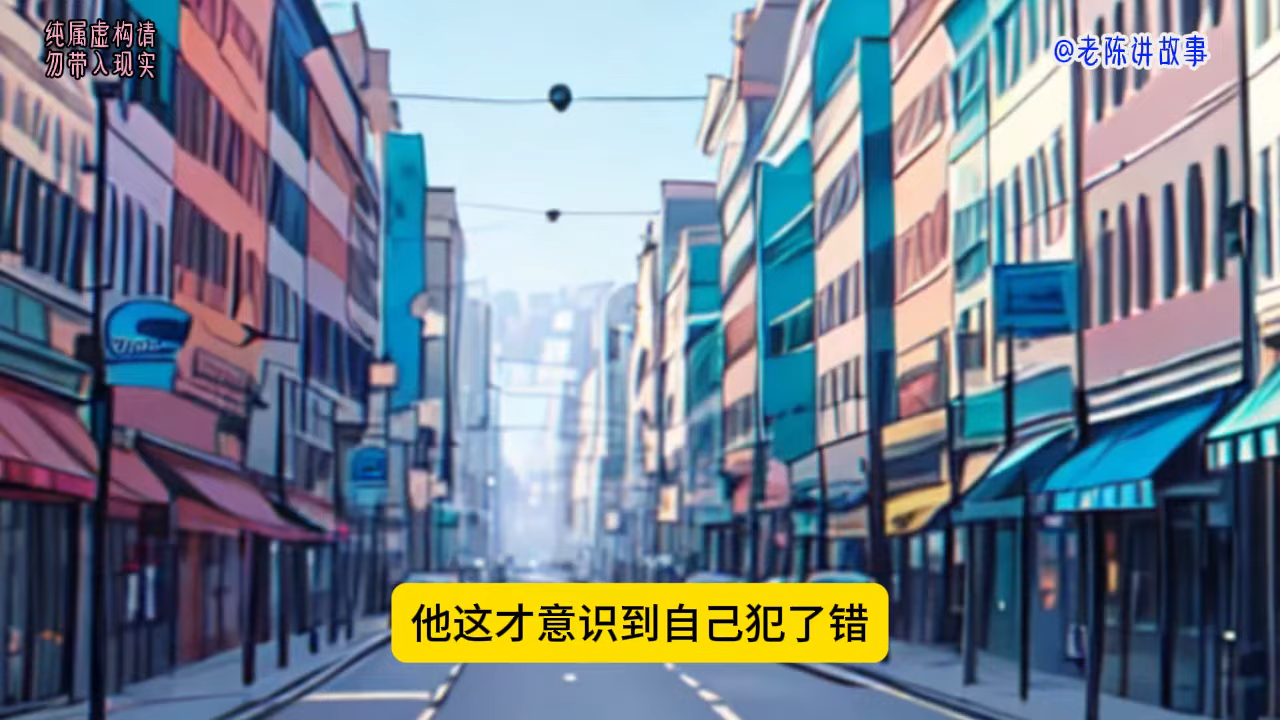 纯属虚构请
勿带入现实
@老陈讲故事
他这才意识到自己犯了错